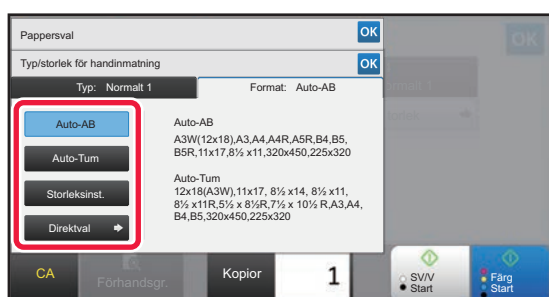 Pappersval
OK
OK
Typ/storlek för handinmatning
OK
Typ: Normalt 1
Format: Auto-AB
Auto-AB
Auto-AB
A3W(12x18),A3,A4,A4R,A5R,B4,B5,
B5R,11x17,8½ x11,320x450,225x320
Auto-Tum
Auto-Tum
12x18(A3W),11x17, 8½ x14, 8½ x11,
8½ x11R,5½ x 8½R,7½ x 10½ R,A3,A4,
B4,B5,320x450,225x320
Storleksinst.
Direktval
CA
Förhandsgr.
Kopior
1
SV/V
Start
Färg
Start